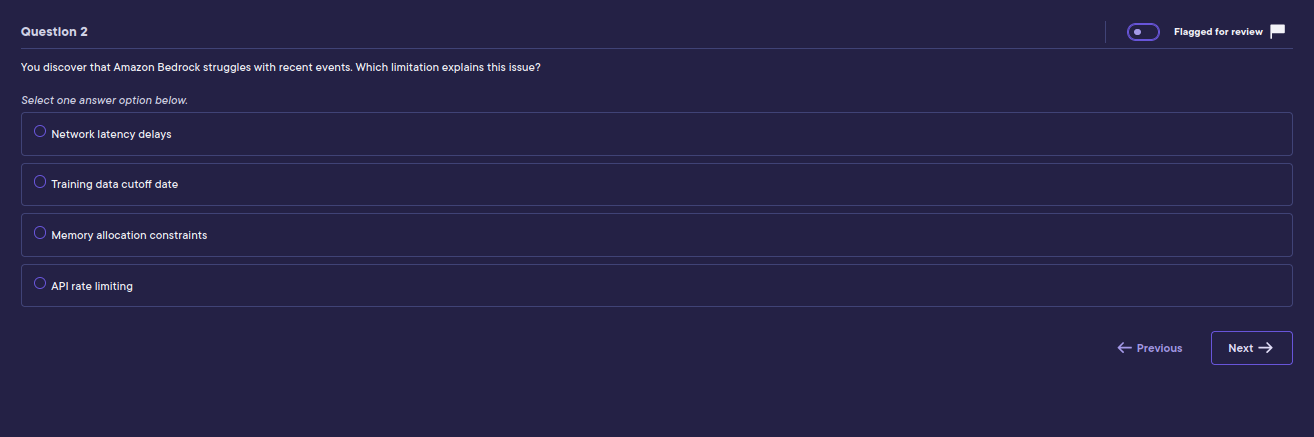 Question 2
Flagged for review
You discover that Amazon Bedrock struggles with recent events. Which limitation explains this issue?
Select one answer option below.
Network latency delays
Training data cutoff date
Memory allocation constraints
API rate limiting
Previous
Next